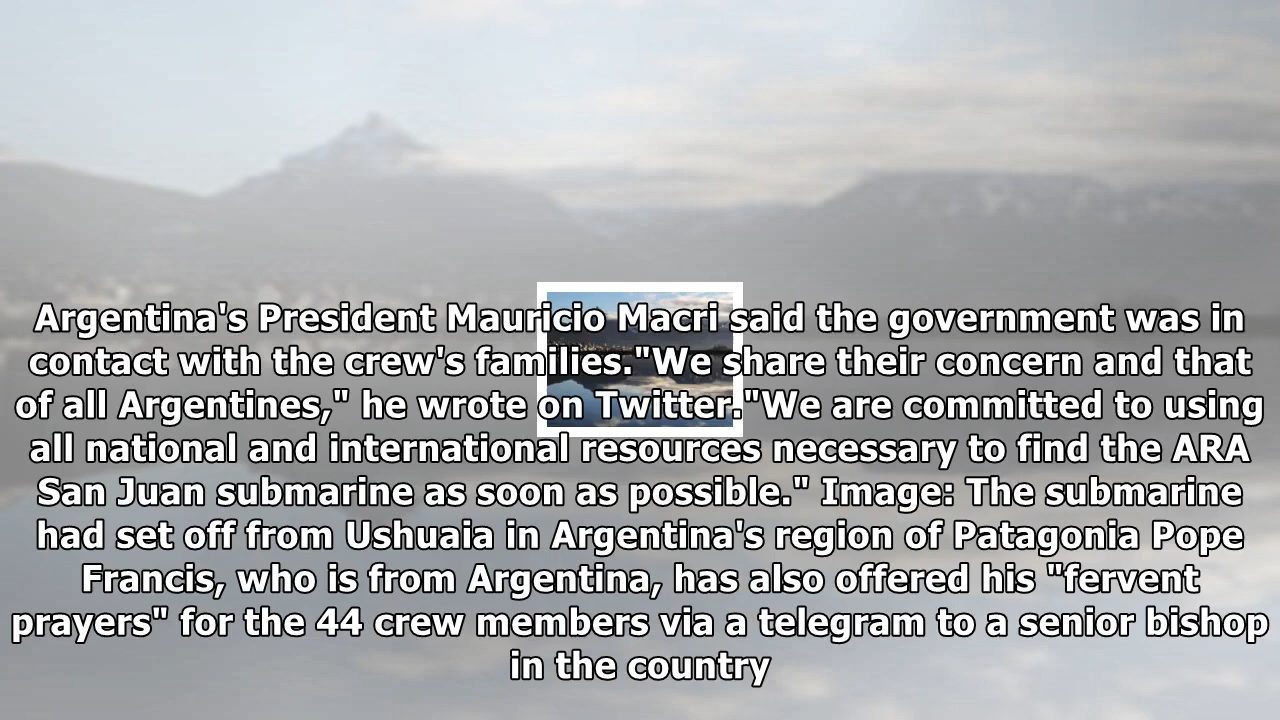 Argentina's President Mauricio Macri said the government was in
contact with the crew's families."We share their concern and that
of all Argentines," he wrote on Twitter."We are committed to using
all national and international resources necessary to find the ARA
San Juan submarine as soon as possible." Image: The submarine
had set off from Ushuaia in Argentina's region of Patagonia Pope
Francis, who is from Argentina, has also offered his "fervent
prayers" for the 44 crew members via a telegram to a senior bishop
in the country